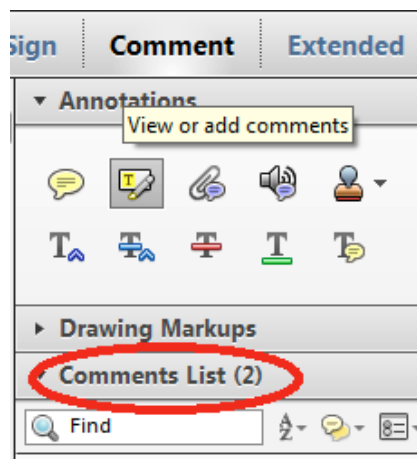 Sign Comment Extended
Annotations
View or add comments
T
T T T T T
Drawing Markups
Comments List (2)
Find
A
Z